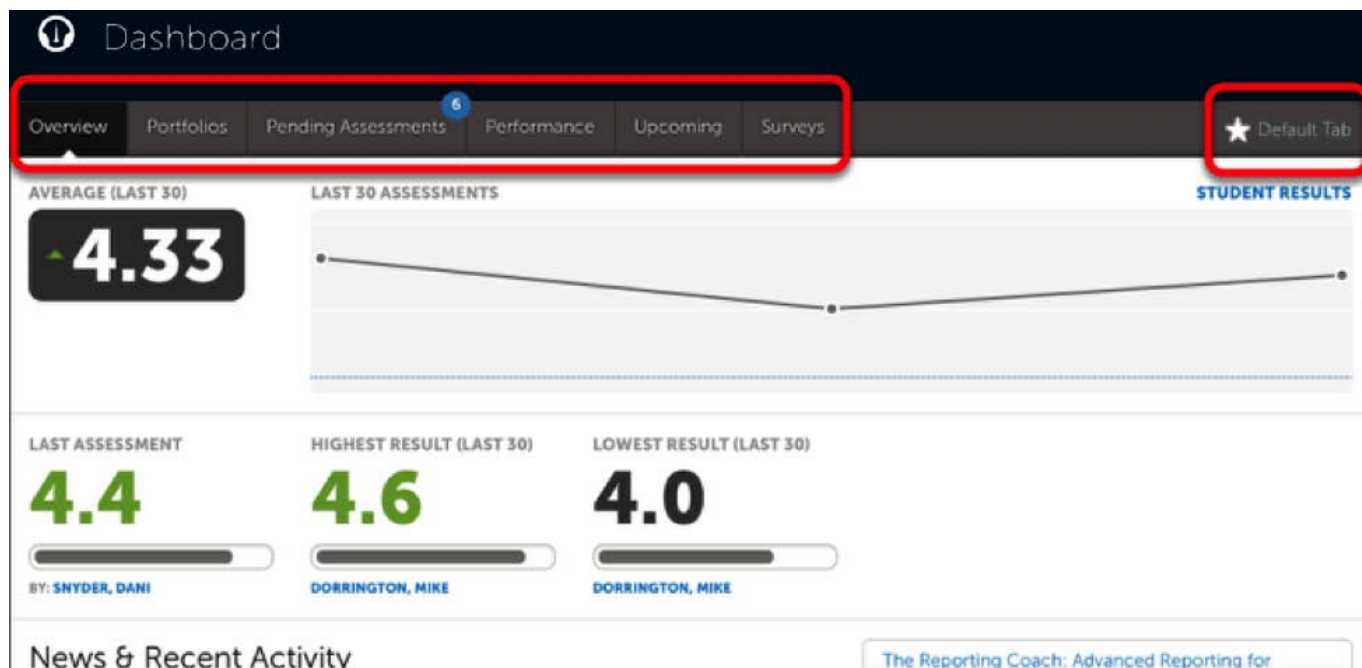 Dashboard
6
Overview Portfolios Pending Assessments Performance Upcoming Surveys Default Tab
AVERAGE (LAST 30) LAST 30 ASSESSMENTS STUDENT RESULTS
4.33
LAST ASSESSMENT HIGHEST RESULT (LAST 30) LOWEST RESULT (LAST 30)
4.4 4.6 4.0
BY: SNYDER, DANI DORRINGTON, MIKE DORRINGTON, MIKE
News & Recent Activity The Reporting Coach: Advanced Reporting for